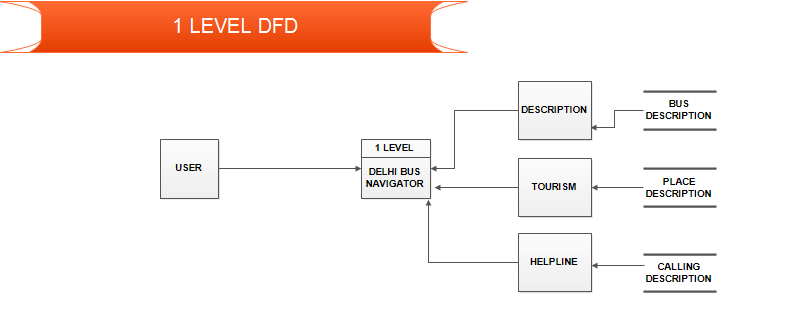 1 LEVEL DFD
USER
1 LEVEL
DELHI BUS
NAVIGATOR
DESCRIPTION
TOURISM
HELPLINE
BUS
DESCRIPTION
PLACE
DESCRIPTION
CALLING
DESCRIPTION